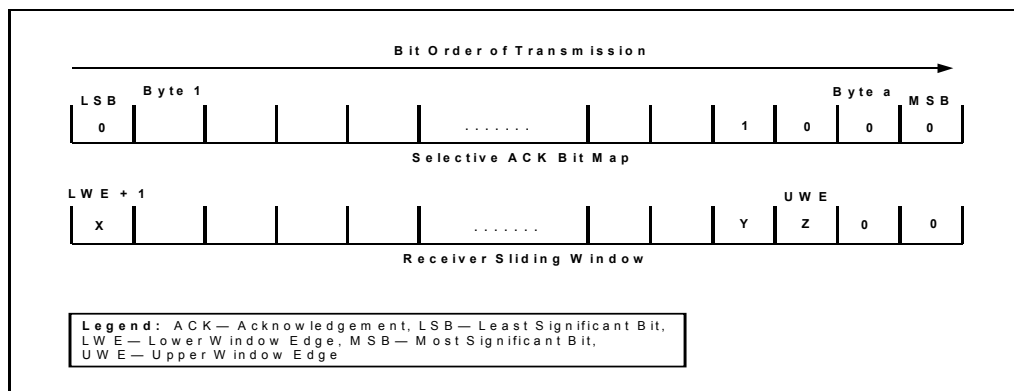 Bit Order of Transmission
LSB Byte 1 Byte a MSB
0 ....... 1 0 0 0
Selective ACK Bit Map
LWE + 1 UWE
X ....... Y Z 0 0
Receiver Sliding Window
Legend: ACK— Acknowledgement, LSB— Least Significant Bit,
LWE— Lower Window Edge, MSB— Most Significant Bit,
UWE— Upper Window Edge